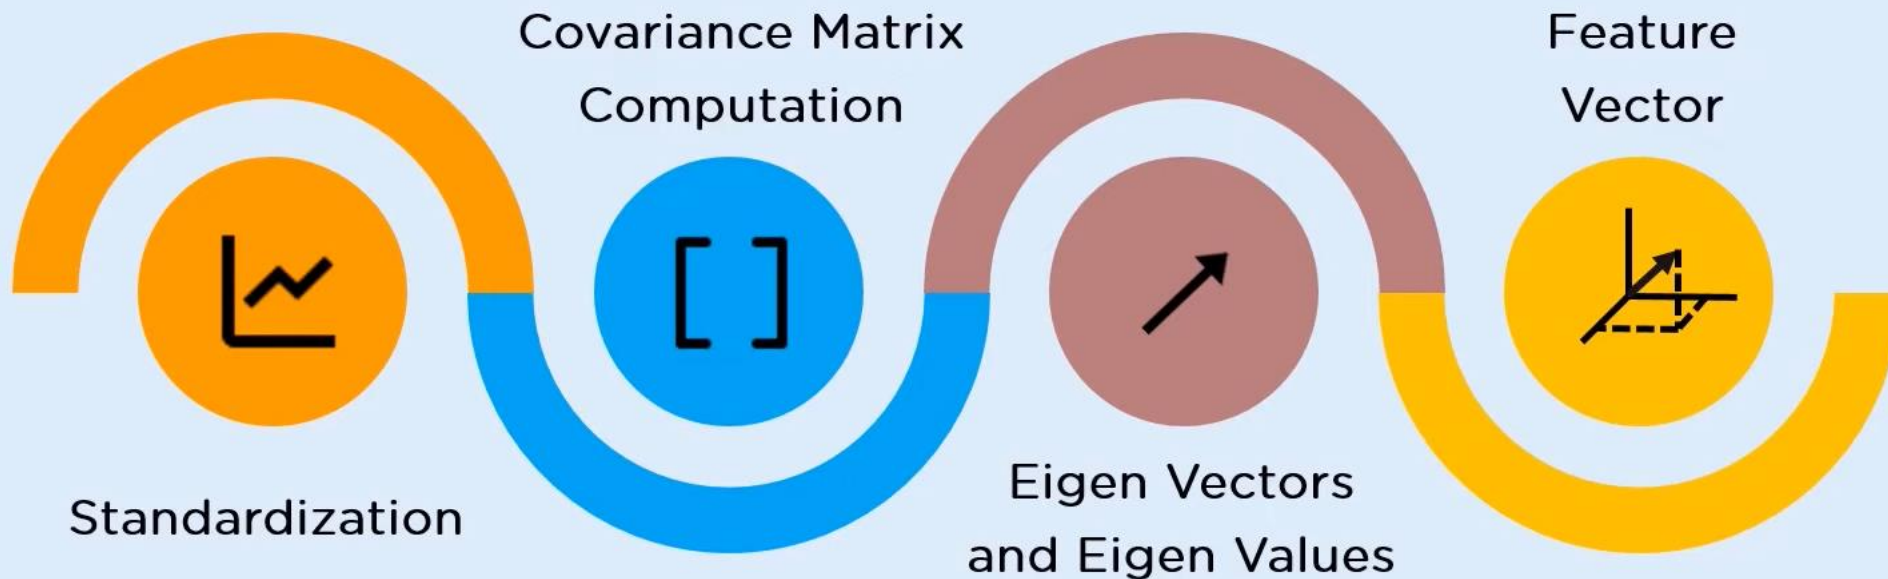 Standardization
Covariance Matrix
Computation
Eigen Vectors
and Eigen Values
Feature
Vector